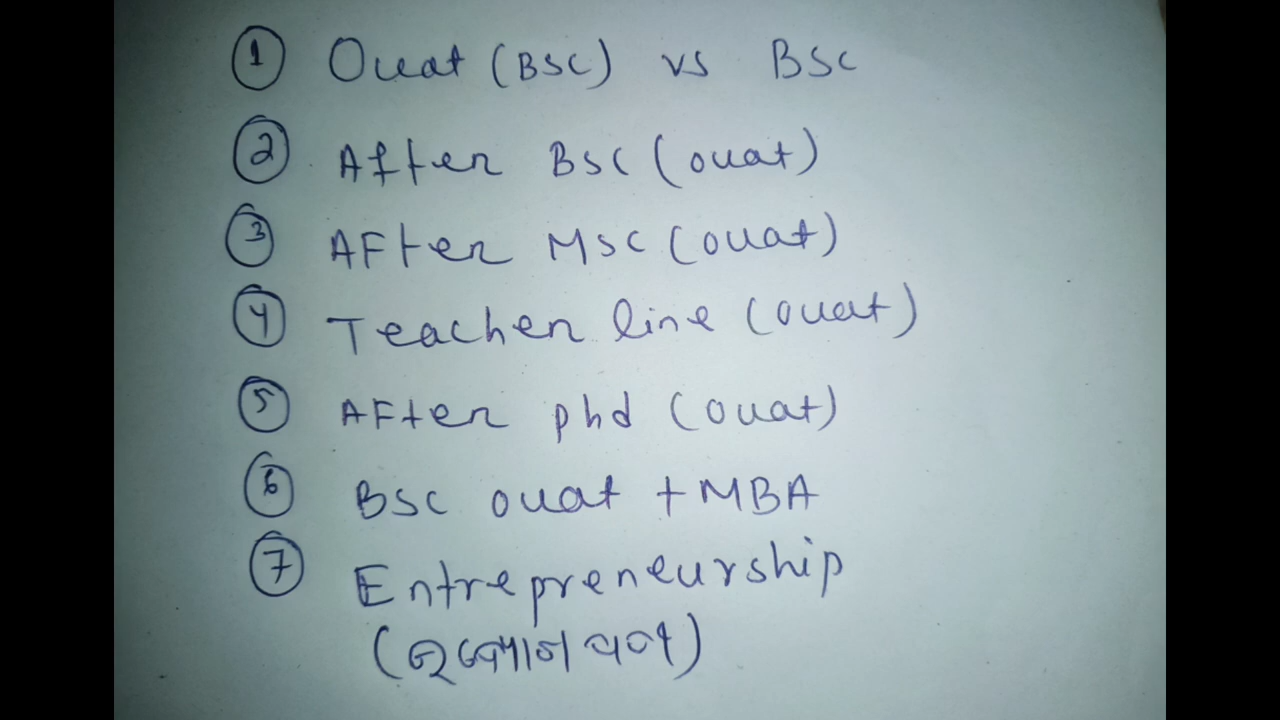 ① Ouat (BSC) vs BSC
② After BSC (ouat)
③ AFter MSC (ouat)
④ Teacher line (ouat)
⑤ AFter phd (ouat)
⑥ BSC ouat + MBA
⑦ Entrepreneurship